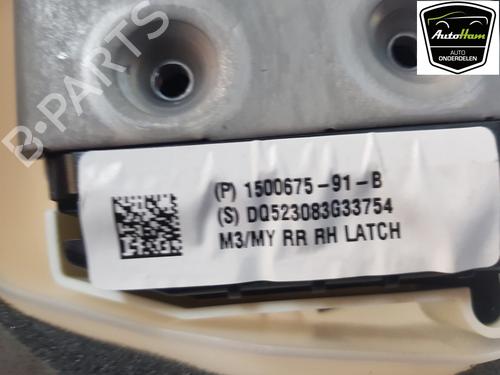 AutoHam
AUTO
ONDERDELEN
B-PARTS
(P) 1500675-91-B
(S) DQ523083G33754
M3/MY RR RH LATCH